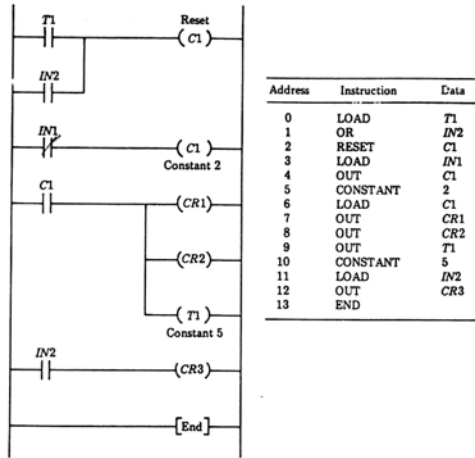 T1
Reset
(C1)
IN2
IN1
(C1)
Constant 2
C1
(CR1)
(CR2)
(T1)
Constant 5
IN2
(CR3)
[End]
Address Instruction Data
0 LOAD T1
1 OR IN2
2 RESET C1
3 LOAD IN1
4 OUT C1
5 CONSTANT 2
6 LOAD C1
7 OUT CR1
8 OUT CR2
9 OUT T1
10 CONSTANT 5
11 LOAD IN2
12 OUT CR3
13 END